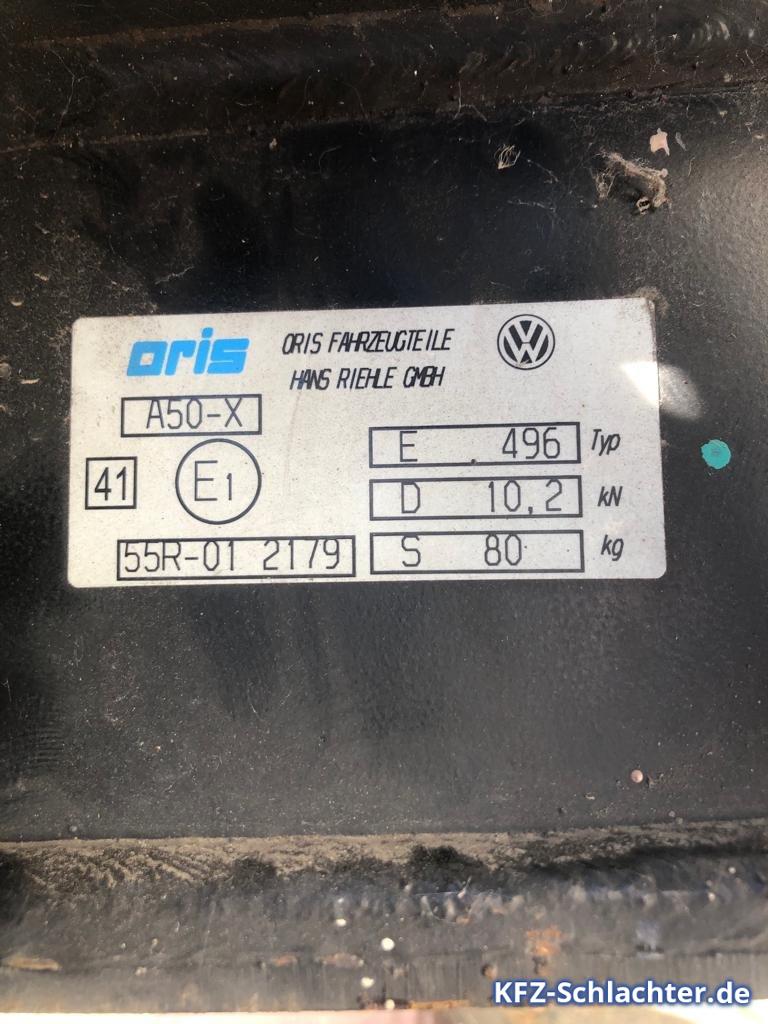 oris ORIS FAHRZEUGTEILE
HANS RIEHLE GMBH
A50-X
E 496 Typ
41 E1
D 10,2 kN
55R-01 2179
S 80 kg
KFZ-Schlachter.de